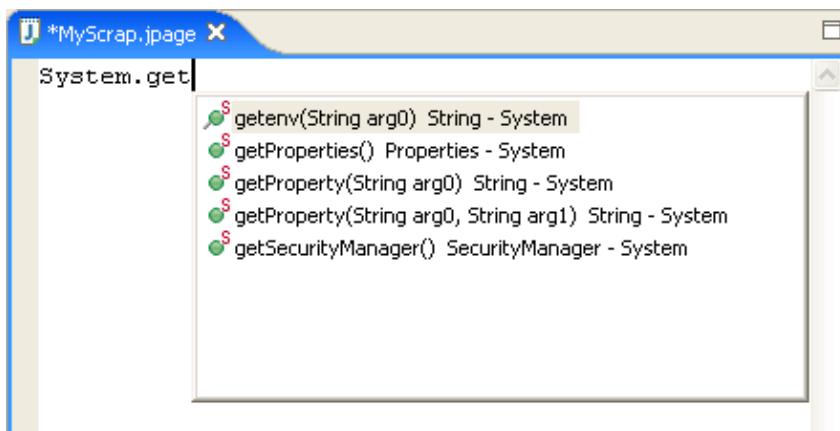 *MyScrap.jpage
System.get
getenv(String arg0) String - System
getProperties() Properties - System
getProperty(String arg0) String - System
getProperty(String arg0, String arg1) String - System
getSecurityManager() SecurityManager - System